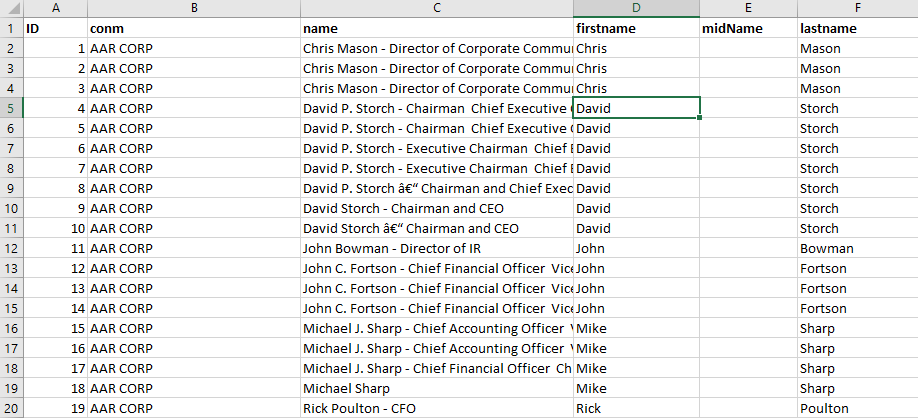 A B C D E F
1 ID conm name firstname midName lastname
2 1 AAR CORP Chris Mason - Director of Corporate Commu Chris Mason
3 2 AAR CORP Chris Mason - Director of Corporate Commu Chris Mason
4 3 AAR CORP Chris Mason - Director of Corporate Commu Chris Mason
5 4 AAR CORP David P. Storch - Chairman  Chief Executive David Storch
6 5 AAR CORP David P. Storch - Chairman  Chief Executive David Storch
7 6 AAR CORP David P. Storch - Executive Chairman  Chief David Storch
8 7 AAR CORP David P. Storch - Executive Chairman  Chief David Storch
9 8 AAR CORP David P. Storch â€“ Chairman and Chief Exec David Storch
10 9 AAR CORP David Storch - Chairman and CEO David Storch
11 10 AAR CORP David Storch â€“ Chairman and CEO David Storch
12 11 AAR CORP John Bowman - Director of IR John Bowman
13 12 AAR CORP John C. Fortson - Chief Financial Officer  Vice John Fortson
14 13 AAR CORP John C. Fortson - Chief Financial Officer  Vice John Fortson
15 14 AAR CORP John C. Fortson - Chief Financial Officer  Vice John Fortson
16 15 AAR CORP Michael J. Sharp - Chief Accounting Officer Mike Sharp
17 16 AAR CORP Michael J. Sharp - Chief Accounting Officer Mike Sharp
18 17 AAR CORP Michael J. Sharp - Chief Financial Officer  Ch Mike Sharp
19 18 AAR CORP Michael Sharp Mike Sharp
20 19 AAR CORP Rick Poulton - CFO Rick Poulton